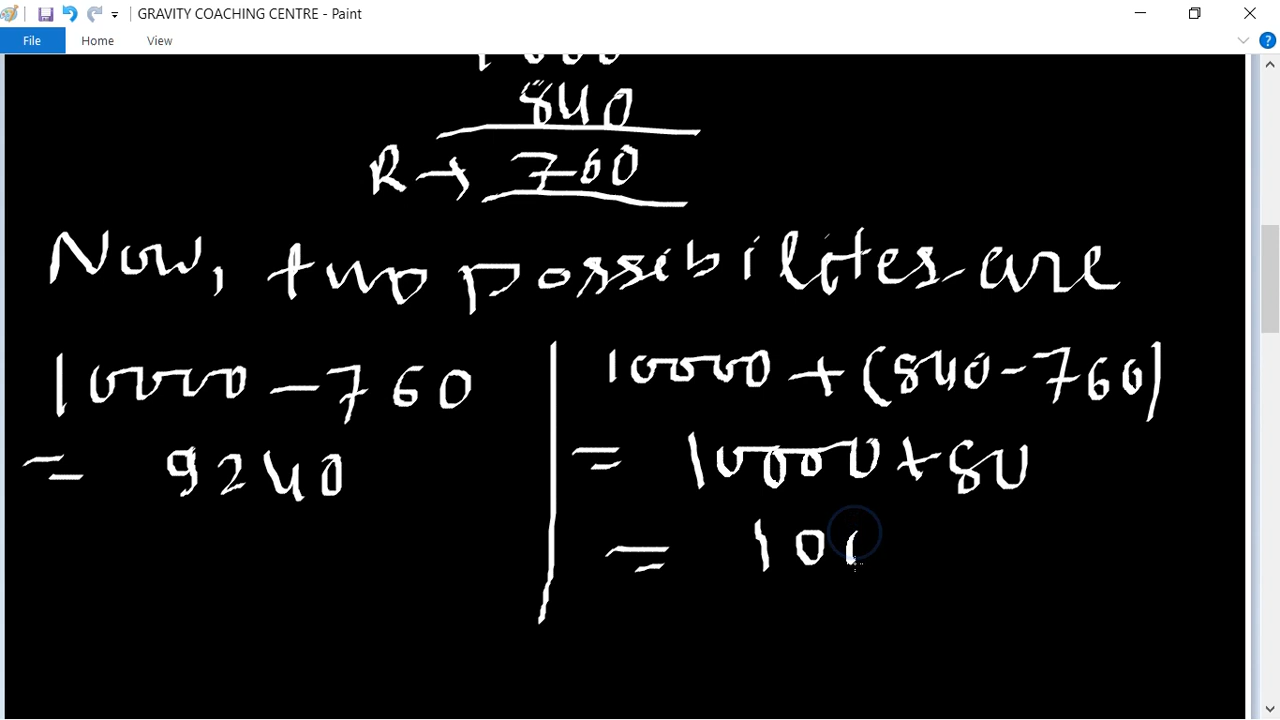 GRAVITY COACHING CENTRE - Paint
File Home View
840
R → 760
Now, two possibilites are
10000 - 760
= 9240
10000 + (840 - 760)
= 10000 + 80
= 100